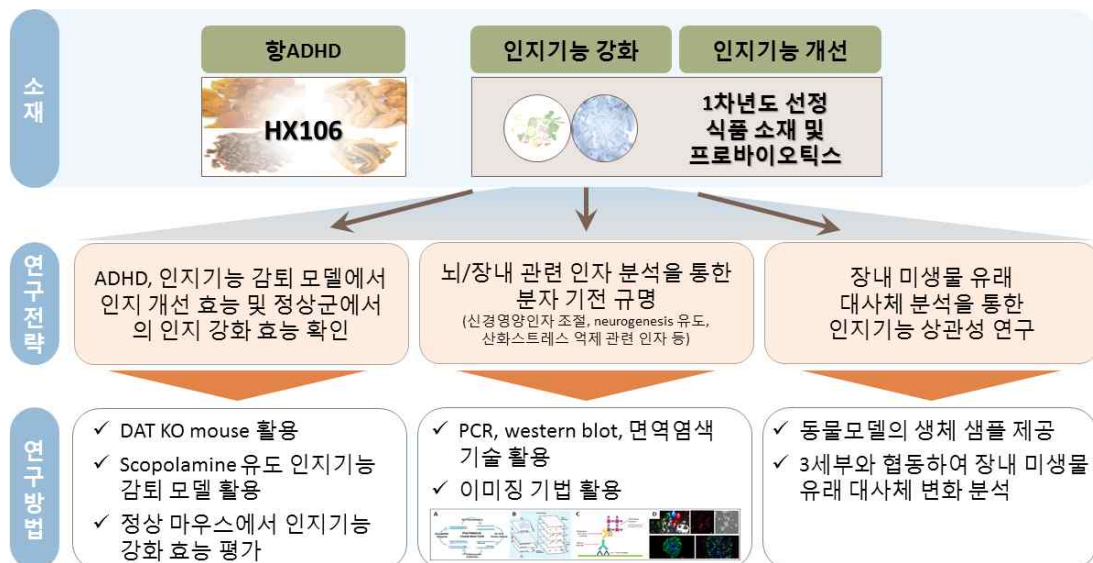 소재
항ADHD
인지기능 강화
인지기능 개선
HX106
1차년도 선정
식품 소재 및
프로바이오틱스
연구전략
ADHD, 인지기능 감퇴 모델에서
인지 개선 효능 및 정상군에서
의 인지 강화 효능 확인
뇌/장내 관련 인자 분석을 통한
분자 기전 규명
(신경영양인자 조절, neurogenesis 유도,
산화스트레스 억제 관련 인자 등)
장내 미생물 유래
대사체 분석을 통한
인지기능 상관성 연구
연구방법
✓ DAT KO mouse 활용
✓ Scopolamine 유도 인지기능
감퇴 모델 활용
✓ 정상 마우스에서 인지기능
강화 효능 평가
✓ PCR, western blot, 면역염색
기술 활용
✓ 이미징 기법 활용
A B C D
✓ 동물모델의 생체 샘플 제공
✓ 3세부와 협동하여 장내 미생물
유래 대사체 변화 분석